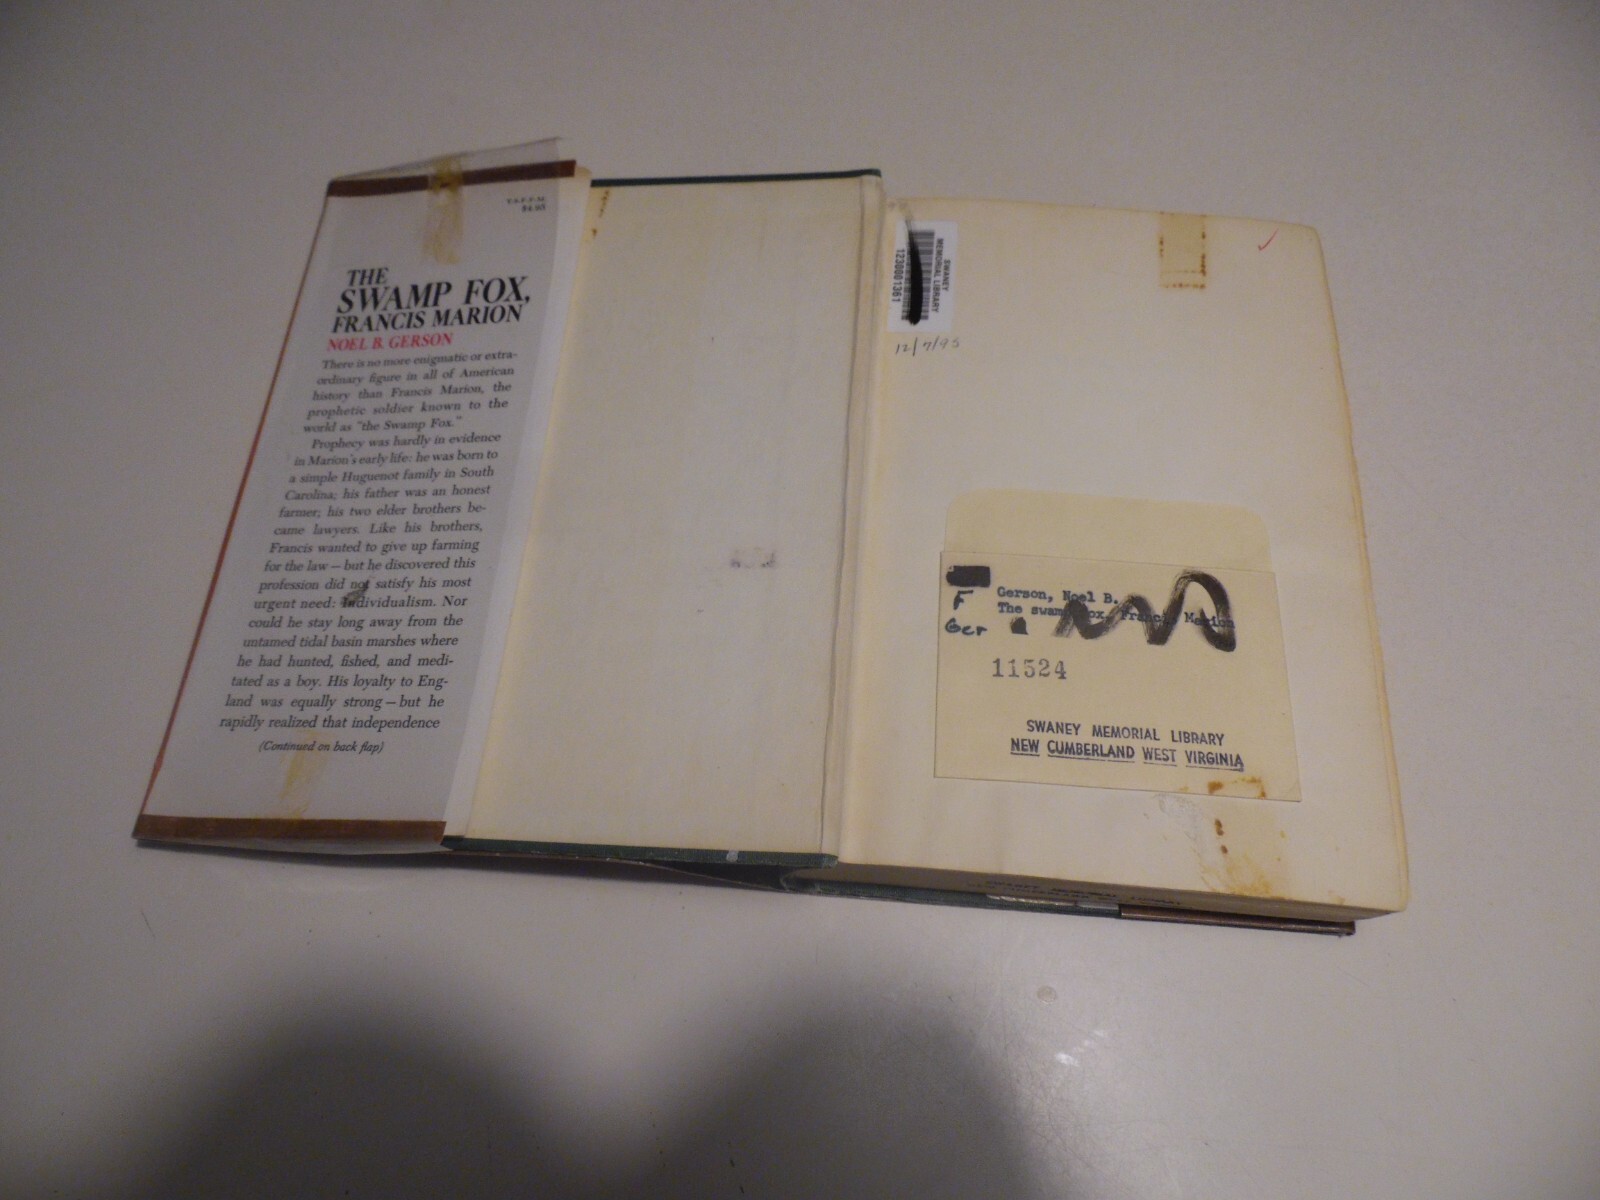 T.S.F.F.M.
$4.95
THE
SWAMP FOX,
FRANCIS MARION
NOEL B. GERSON
There is no more enigmatic or extra-
ordinary figure in all of American
history than Francis Marion, the
prophetic soldier known to the
world as "the Swamp Fox."
Prophecy was hardly in evidence
in Marion's early life: he was born to
a simple Huguenot family in South
Carolina; his father was an honest
farmer; his two elder brothers be-
came lawyers. Like his brothers,
Francis wanted to give up farming
for the law — but he discovered this
profession did not satisfy his most
urgent need: Individualism. Nor
could he stay long away from the
untamed tidal basin marshes where
he had hunted, fished, and medi-
tated as a boy. His loyalty to Eng-
land was equally strong — but he
rapidly realized that independence
(Continued on back flap)
SWANEY
MEMORIAL LIBRARY
1230001361
12/7/95
F
Ger
Gerson, Noel B.
The swamp fox, Francis Marion
11524
SWANEY MEMORIAL LIBRARY
NEW CUMBERLAND WEST VIRGINIA